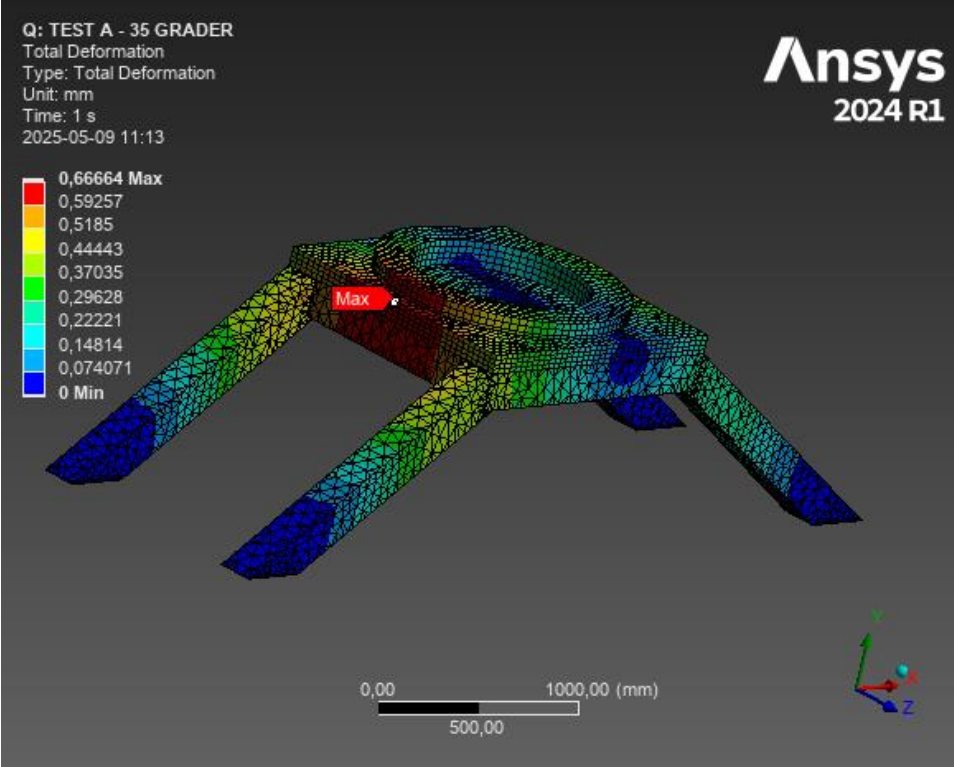 Q: TEST A - 35 GRADER
Total Deformation
Type: Total Deformation
Unit: mm
Time: 1 s
2025-05-09 11:13
Ansys
2024 R1
0,66664 Max
0,59257
0,5185
0,44443
0,37035
0,29628
0,22221
0,14814
0,074071
0 Min
Max
Y
X
Z
0,00
1000,00 (mm)
500,00